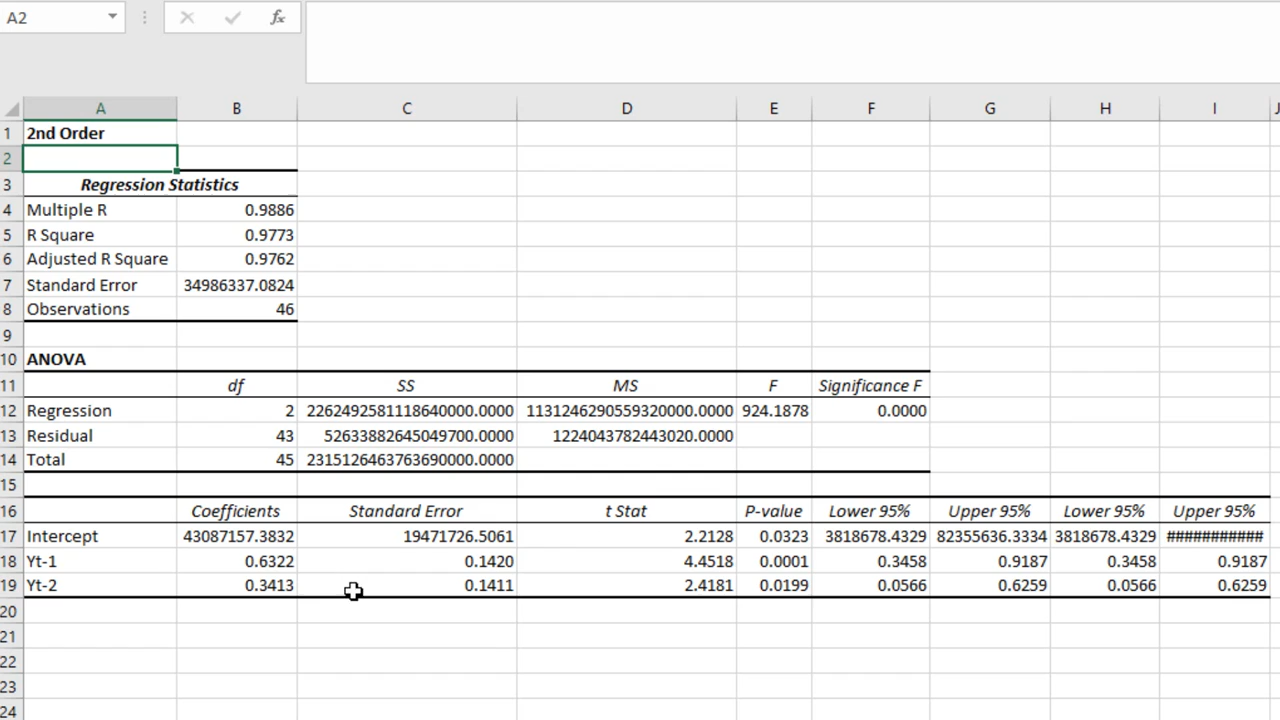 A2 fx
A B C D E F G H I J
1 2nd Order
2
3 Regression Statistics
4 Multiple R 0.9886
5 R Square 0.9773
6 Adjusted R Square 0.9762
7 Standard Error 34986337.0824
8 Observations 46
9
10 ANOVA
11 df SS MS F Significance F
12 Regression 2 2262492581118640000.0000 1131246290559320000.0000 924.1878 0.0000
13 Residual 43 52633882645049700.0000 1224043782443020.0000
14 Total 45 2315126463763690000.0000
15
16 Coefficients Standard Error t Stat P-value Lower 95% Upper 95% Lower 95% Upper 95%
17 Intercept 43087157.3832 19471726.5061 2.2128 0.0323 3818678.4329 82355636.3334 3818678.4329 ###########
18 Yt-1 0.6322 0.1420 4.4518 0.0001 0.3458 0.9187 0.3458 0.9187
19 Yt-2 0.3413 0.1411 2.4181 0.0199 0.0566 0.6259 0.0566 0.6259
20
21
22
23
24